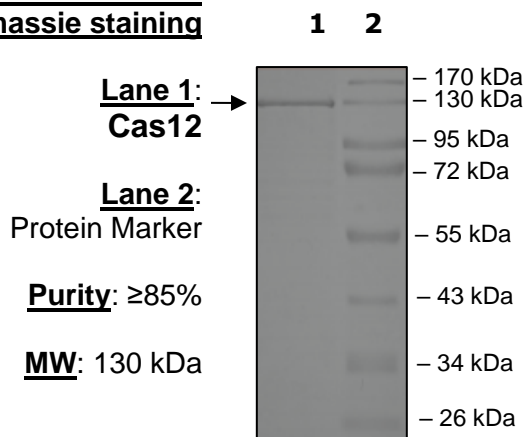 massie staining
1 2
Lane 1:
Cas12
Lane 2:
Protein Marker
Purity: ≥85%
MW: 130 kDa
– 170 kDa
– 130 kDa
– 95 kDa
– 72 kDa
– 55 kDa
– 43 kDa
– 34 kDa
– 26 kDa